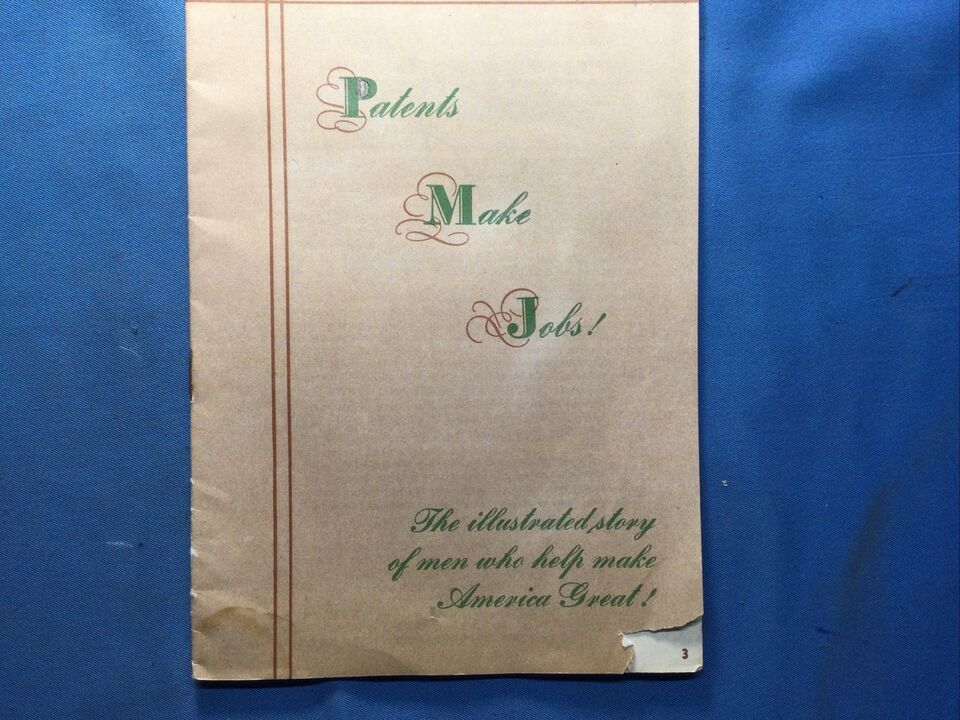 Patents
Make
Jobs!
The illustrated story
of men who help make
America Great!
3